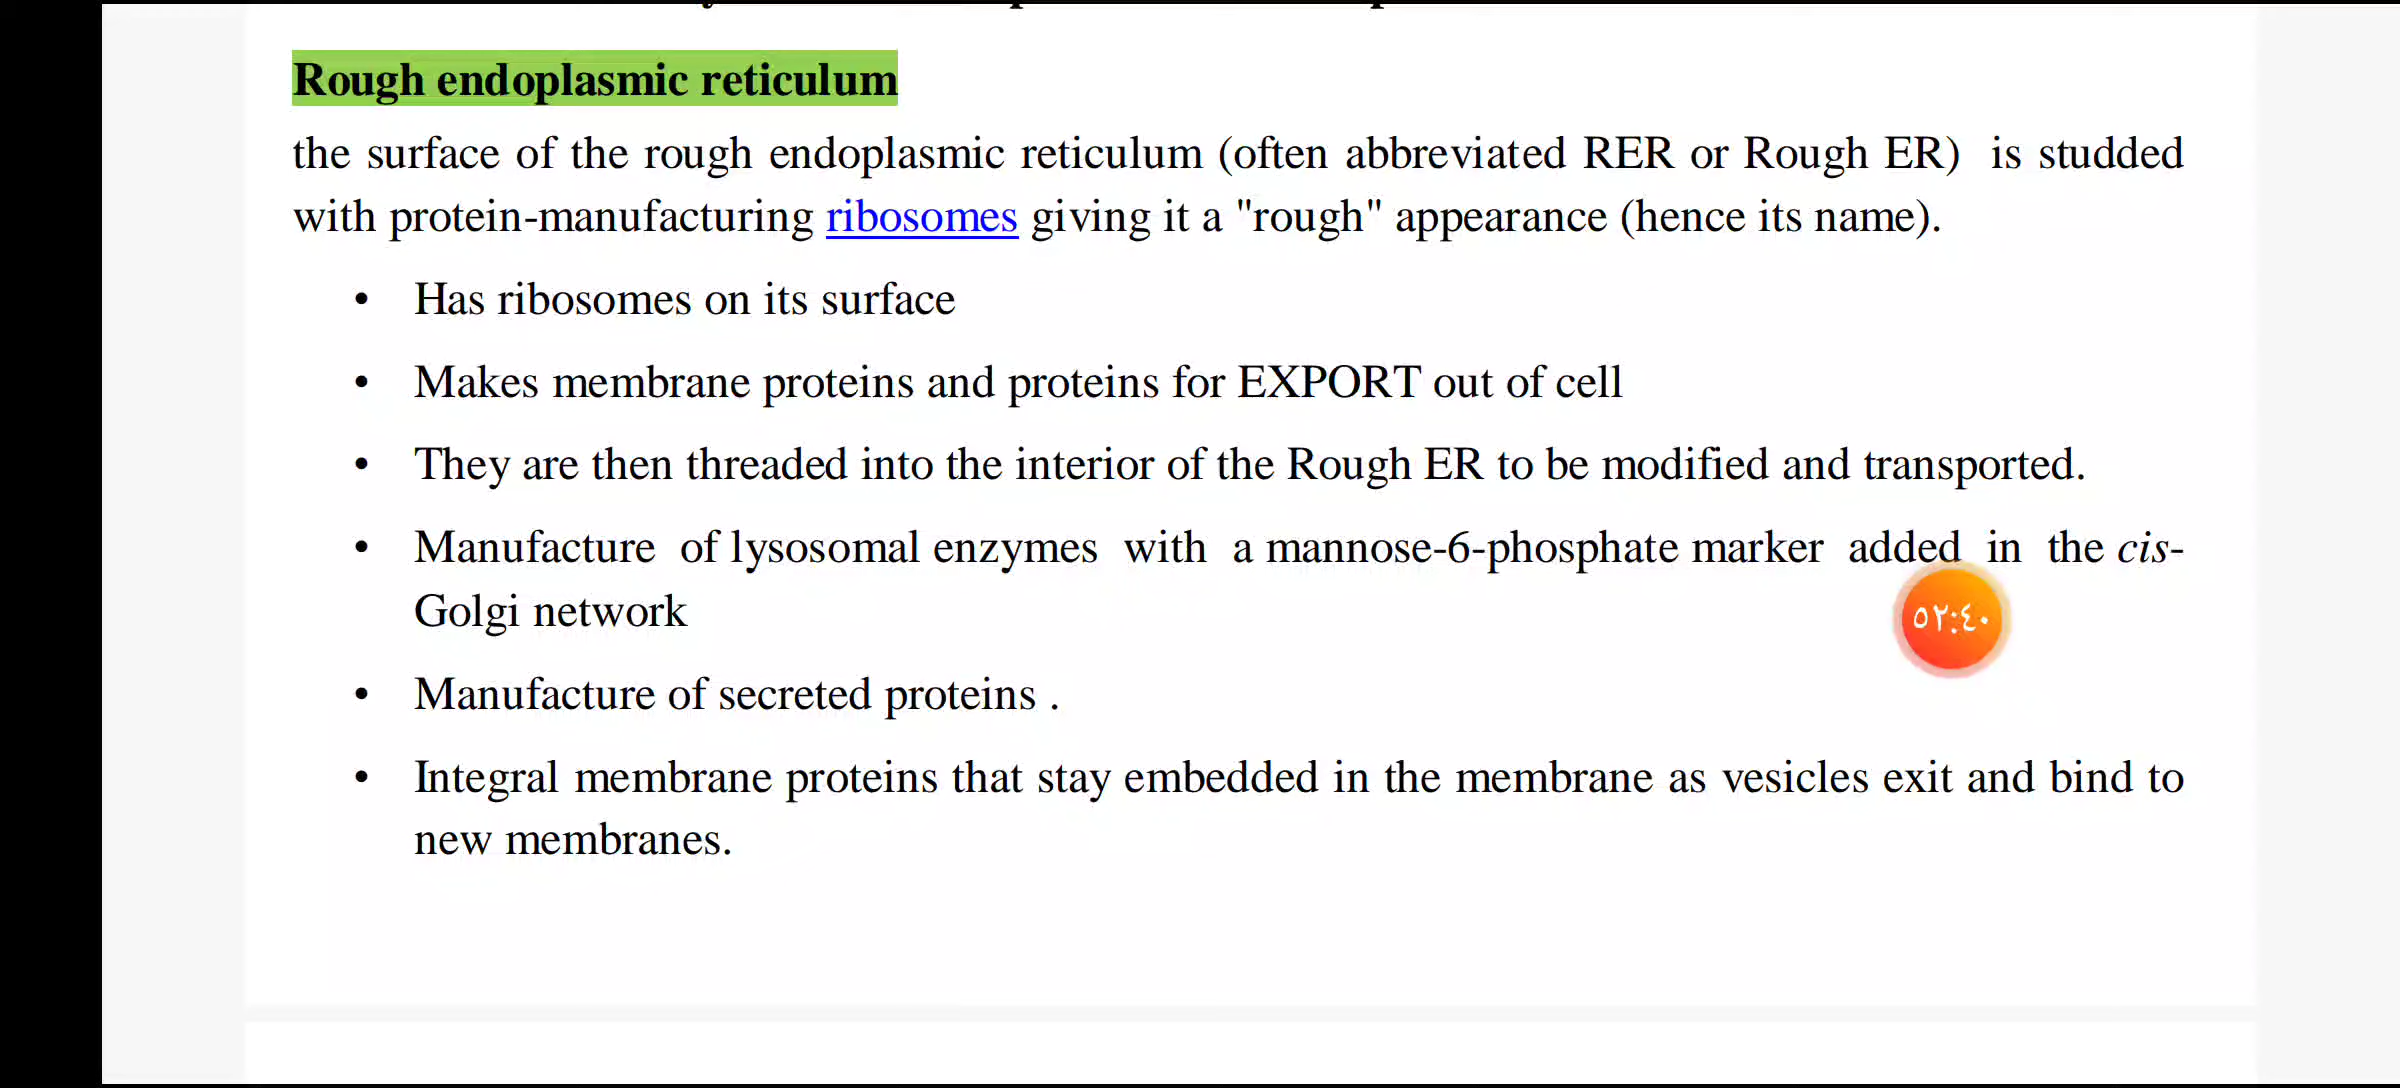 Rough endoplasmic reticulum
the surface of the rough endoplasmic reticulum (often abbreviated RER or Rough ER) is studded
with protein-manufacturing ribosomes giving it a "rough" appearance (hence its name).
• Has ribosomes on its surface
• Makes membrane proteins and proteins for EXPORT out of cell
• They are then threaded into the interior of the Rough ER to be modified and transported.
• Manufacture of lysosomal enzymes with a mannose-6-phosphate marker added in the cis-
Golgi network
٥٢:٤٠
• Manufacture of secreted proteins .
• Integral membrane proteins that stay embedded in the membrane as vesicles exit and bind to
new membranes.